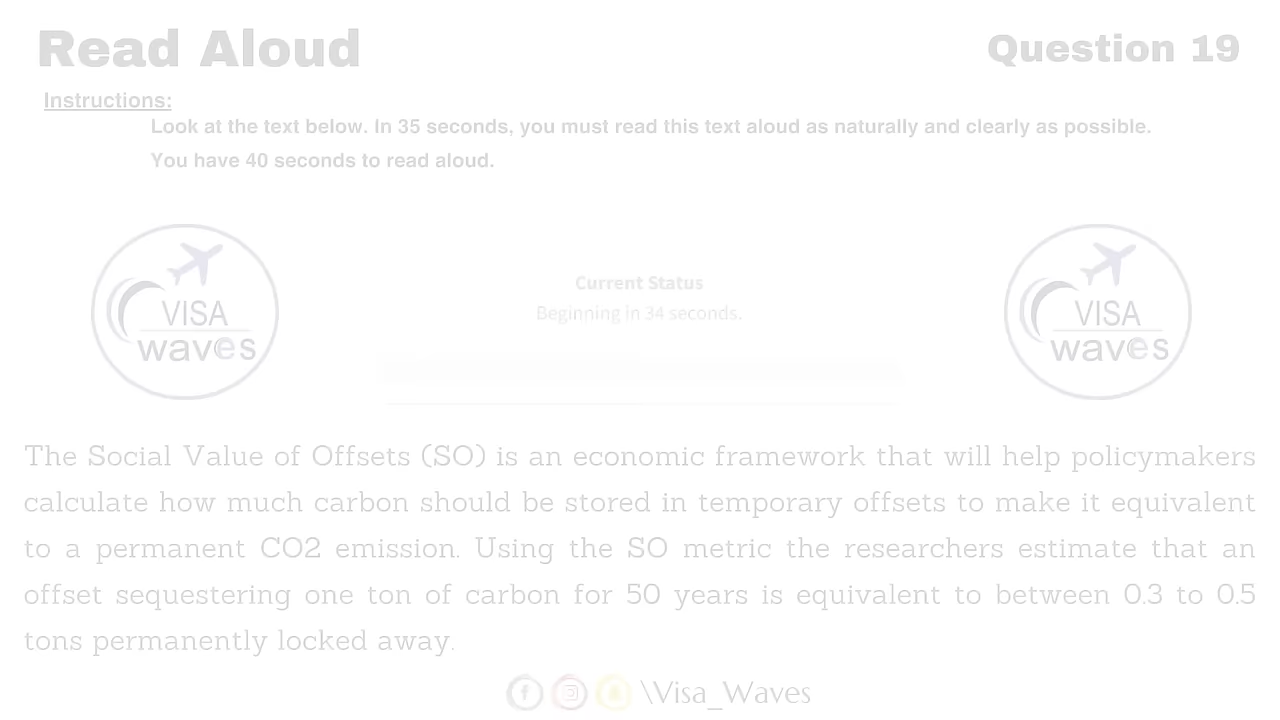 Read Aloud
Question 19
Instructions:
Look at the text below. In 35 seconds, you must read this text aloud as naturally and clearly as possible.
You have 40 seconds to read aloud.
VISA
waves
Current Status
Beginning in 34 seconds.
VISA
waves
The Social Value of Offsets (SO) is an economic framework that will help policymakers
calculate how much carbon should be stored in temporary offsets to make it equivalent
to a permanent CO2 emission. Using the SO metric the researchers estimate that an
offset sequestering one ton of carbon for 50 years is equivalent to between 0.3 to 0.5
tons permanently locked away.
\Visa_Waves